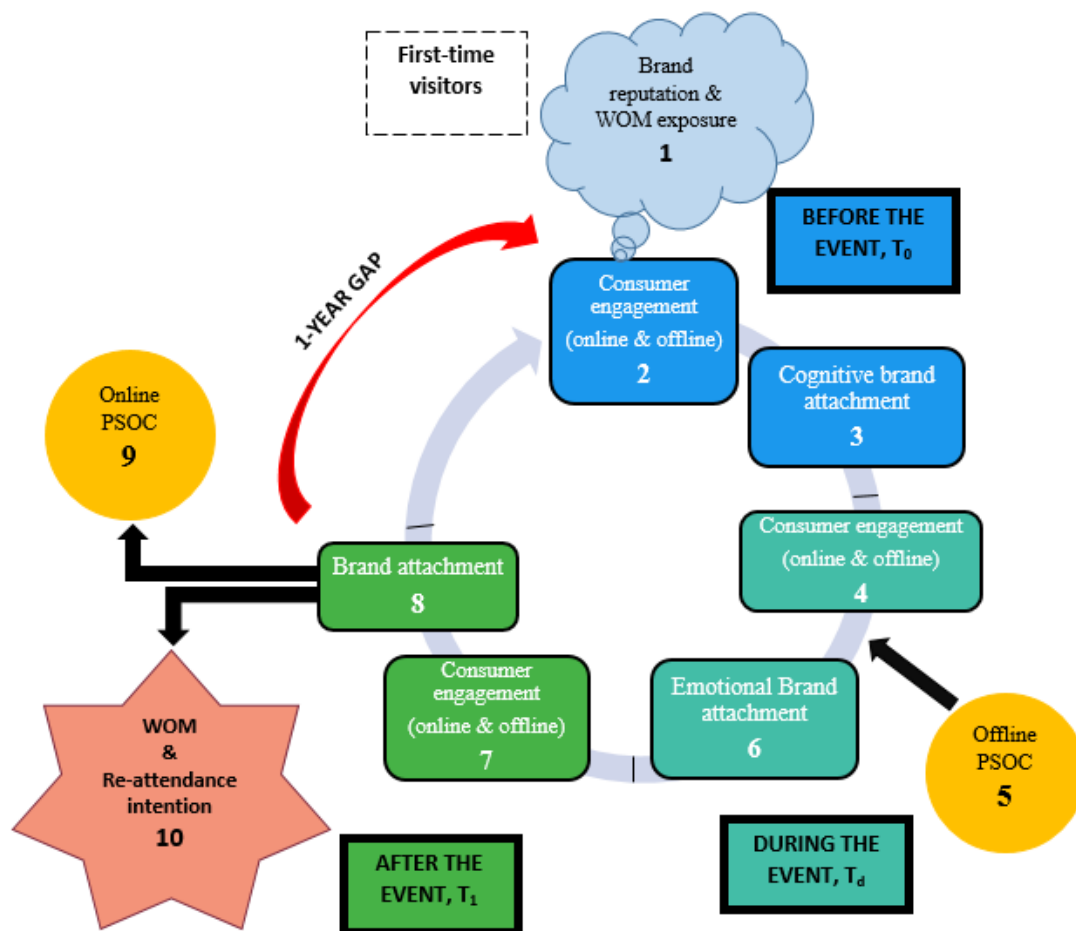 First-time
visitors
Brand
reputation &
WOM exposure
1
BEFORE THE
EVENT, T₀
1-YEAR GAP
Consumer
engagement
(online & offline)
2
Cognitive brand
attachment
3
Online
PSOC
9
Consumer engagement
(online & offline)
4
Brand attachment
8
Consumer
engagement
(online & offline)
7
Emotional Brand
attachment
6
Offline
PSOC
5
WOM
&
Re-attendance
intention
10
AFTER THE
EVENT, T₁
DURING THE
EVENT, T_d